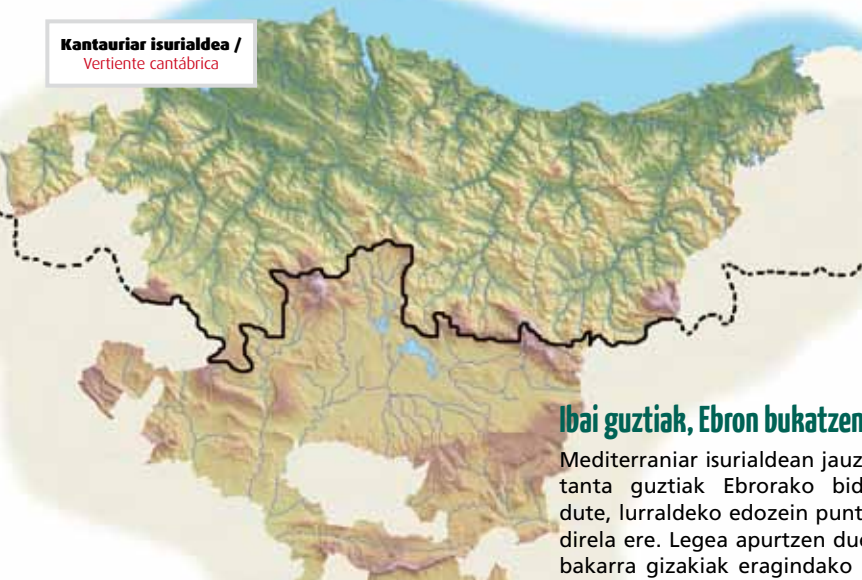 Kantauriar isurialdea /
Vertiente cantábrica
Ibai guztiak, Ebron bukatzen
Mediterraniar isurialdean jauz
tanta guztiak Ebrorako bid
dute, lurraldeko edozein punt
direla ere. Legea apurtzen due
bakarra gizakiak eragindako